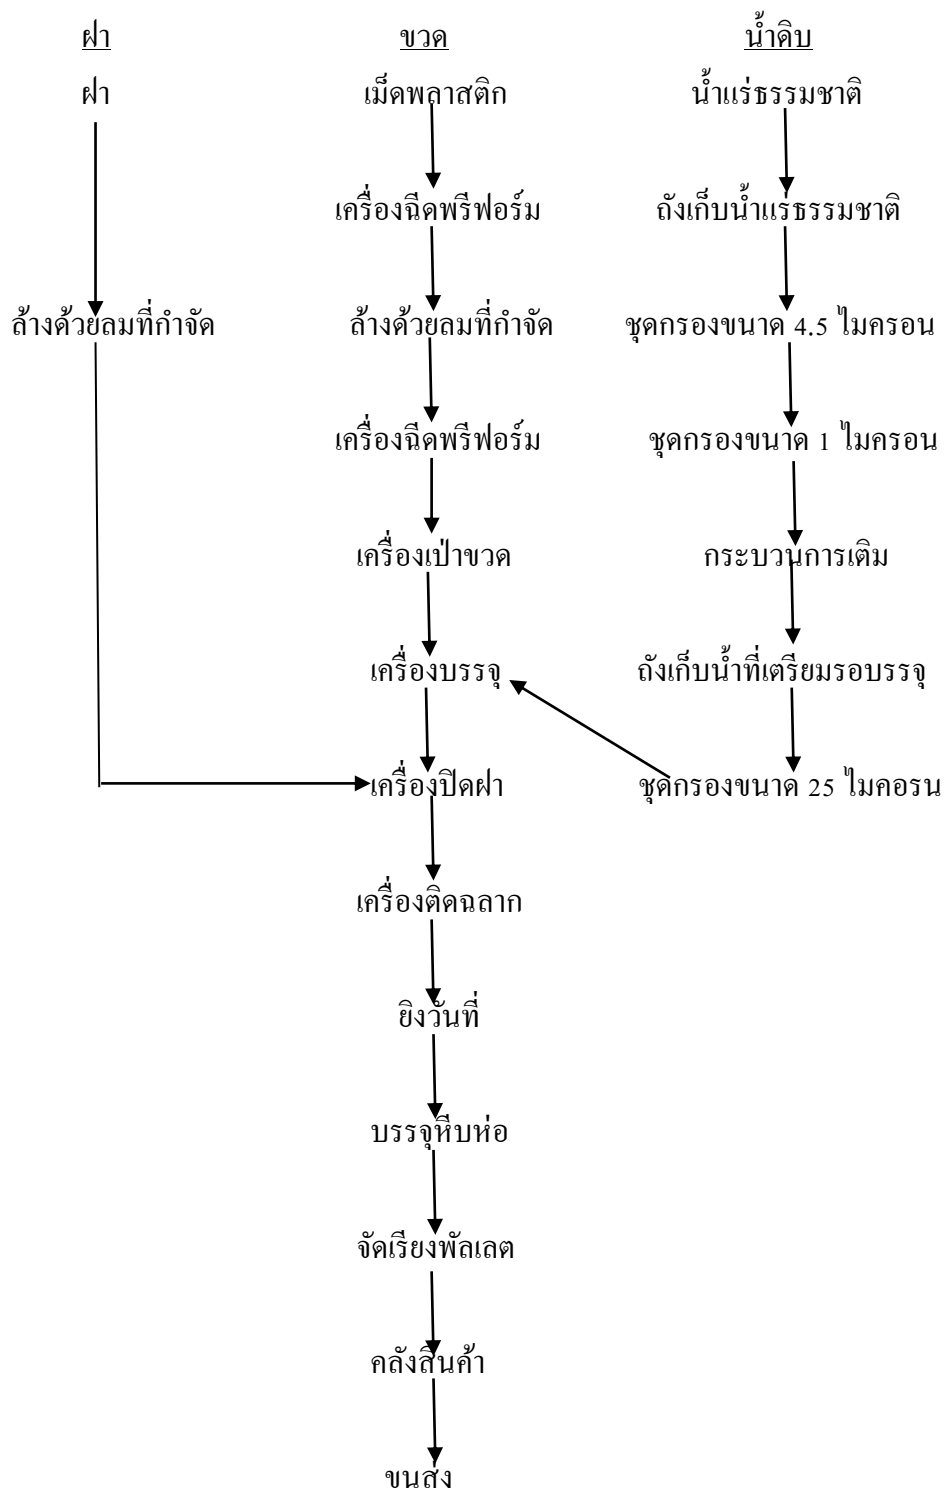 ฝา ขวด น้ำดิบ
ฝา เม็ดพลาสติก น้ำแร่ธรรมชาติ
เครื่องฉีดพรีฟอร์ม ถังเก็บน้ำแร่ธรรมชาติ
ล้างด้วยลมที่กำจัด ล้างด้วยลมที่กำจัด ชุดกรองขนาด 4.5 ไมครอน
เครื่องฉีดพรีฟอร์ม ชุดกรองขนาด 1 ไมครอน
เครื่องเป่าขวด กระบวนการเติม
เครื่องบรรจุ ถังเก็บน้ำที่เตรียมรอบรรจุ
เครื่องปิดฝา ชุดกรองขนาด 25 ไมคอรน
เครื่องติดฉลาก
ยิงวันที่
บรรจุหีบห่อ
จัดเรียงพัลเลต
คลังสินค้า
ขนส่ง